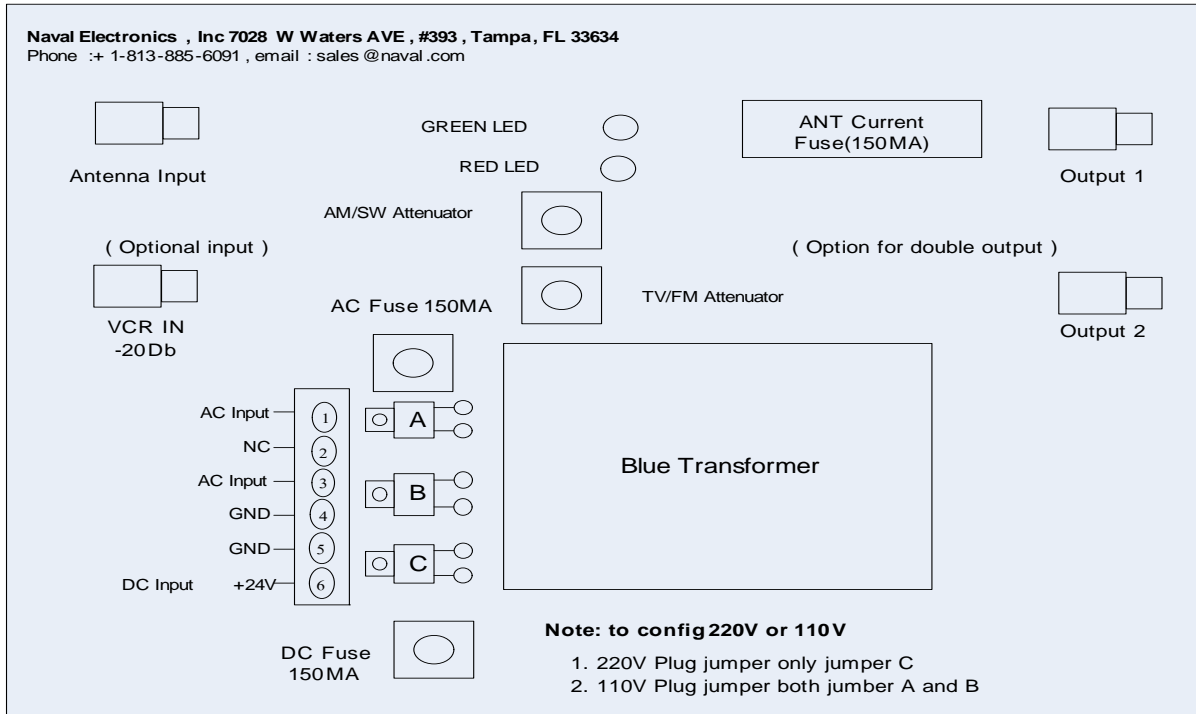 Naval Electronics , Inc 7028 W Waters AVE , #393 , Tampa, FL 33634
Phone :+ 1-813-885-6091 , email : sales @naval.com
GREEN LED
RED LED
ANT Current
Fuse(150MA)
Antenna Input
Output 1
AM/SW Attenuator
( Optional input )
( Option for double output )
AC Fuse 150MA
TV/FM Attenuator
VCR IN
-20Db
Output 2
AC Input
1
A
NC
2
AC Input
3
B
GND
4
GND
5
C
DC Input +24V
6
Blue Transformer
DC Fuse
150MA
Note: to config 220V or 110V
1. 220V Plug jumper only jumper C
2. 110V Plug jumper both jumber A and B